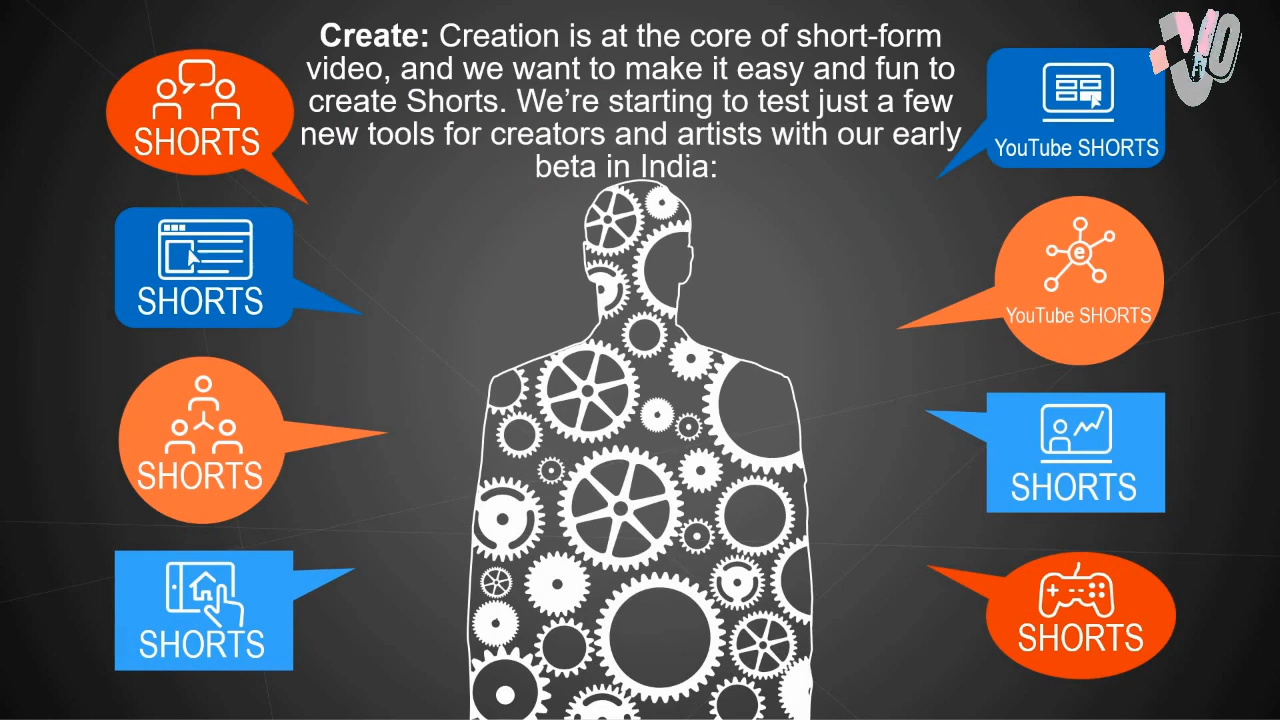 Create: Creation is at the core of short-form
video, and we want to make it easy and fun to
create Shorts. We’re starting to test just a few
new tools for creators and artists with our early
beta in India:
SHORTS
SHORTS
SHORTS
SHORTS
YouTube SHORTS
e
YouTube SHORTS
SHORTS
SHORTS